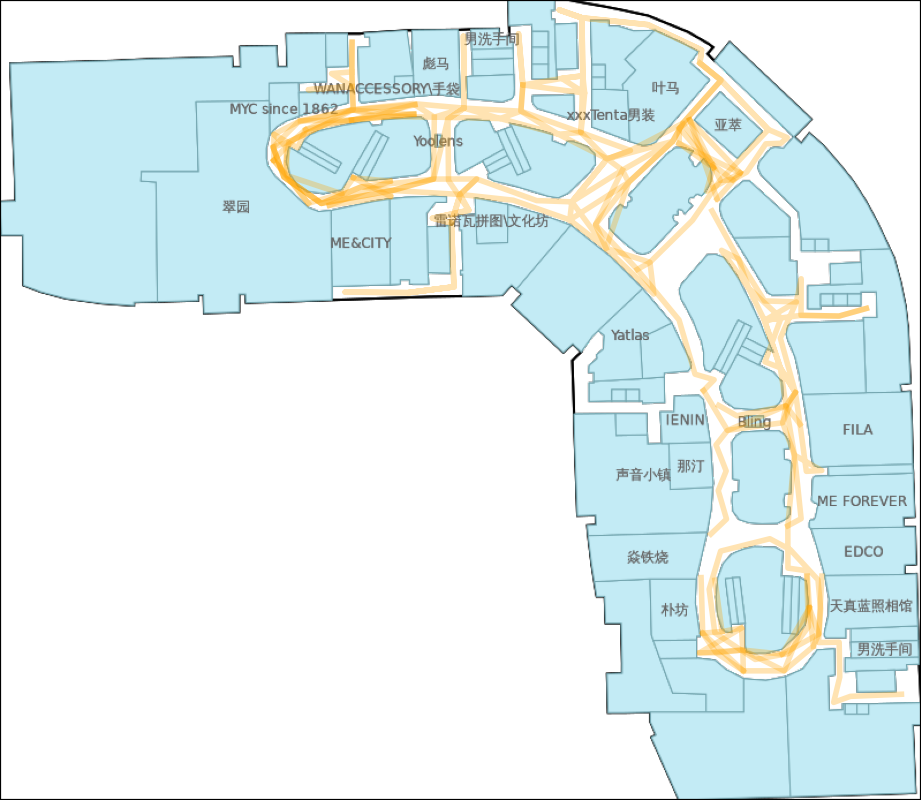 男洗手间
彪马
WANACCESSORY\手袋
叶马
MYC since 1862
xxxTenta男装
亚萃
YooTens
翠园
雷诺瓦拼图\文化坊
ME&CITY
Yatlas
IENIN
Bling
FILA
那汀
声音小镇
ME FOREVER
焱铁烧
EDCO
朴坊
天真蓝照相馆
男洗手间